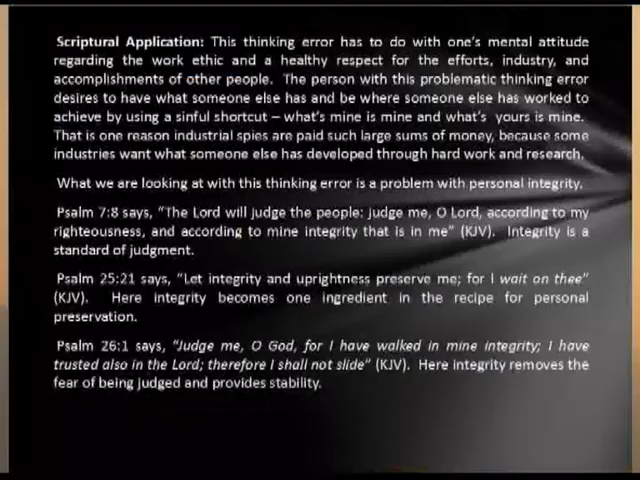 Scriptural Application: This thinking error has to do with one's mental attitude
regarding the work ethic and a healthy respect for the efforts, industry, and
accomplishments of other people. The person with this problematic thinking error
desires to have what someone else has and be where someone else has worked to
achieve by using a sinful shortcut – what's mine is mine and what's yours is mine.
That is one reason industrial spies are paid such large sums of money, because some
industries want what someone else has developed through hard work and research.
What we are looking at with this thinking error is a problem with personal integrity.
Psalm 7:8 says, "The Lord will judge the people: judge me, O Lord, according to my
righteousness, and according to mine integrity that is in me" (KJV). Integrity is a
standard of judgment.
Psalm 25:21 says, "Let integrity and uprightness preserve me; for I wait on thee"
(KJV). Here integrity becomes one ingredient in the recipe for personal
preservation.
Psalm 26:1 says, "Judge me, O God, for I have walked in mine integrity; I have
trusted also in the Lord; therefore I shall not slide" (KJV). Here integrity removes the
fear of being judged and provides stability.